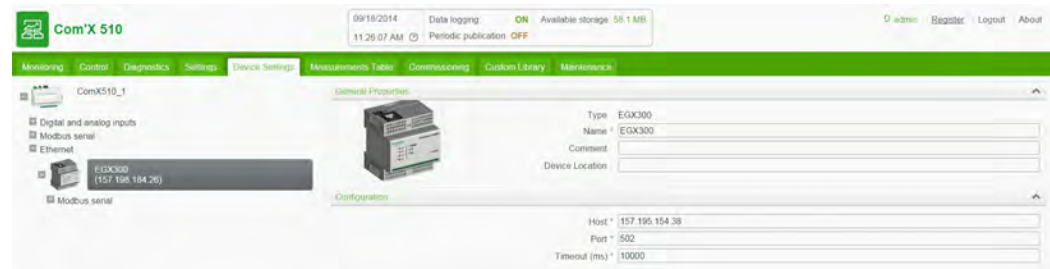 Com'X 510
09/18/2014 Data logging: ON Available storage 58.1 MB
11:26:07 AM Periodic publication OFF
admin Register Logout About
Monitoring Control Diagnostics Settings Device Settings Measurements Table Commissioning Custom Library Maintenance
ComX510_1
Digital and analog inputs
Modbus serial
Ethernet
EGX300
(157.195.184.26)
Modbus serial
General Properties
Type EGX300
Name * EGX300
Comment
Device Location
Configuration
Host * 157.195.154.38
Port * 502
Timeout (ms) * 10000